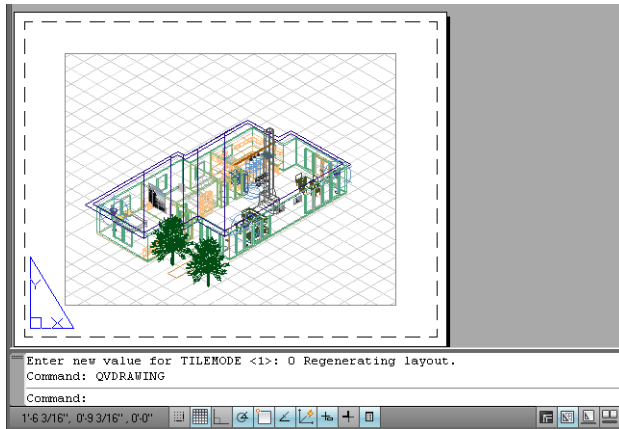 Y
X
Enter new value for TILEMODE <1>: 0 Regenerating layout.
Command: QVDRAWING
Command:
1'-6 3/16", 0'-9 3/16" , 0'-0"